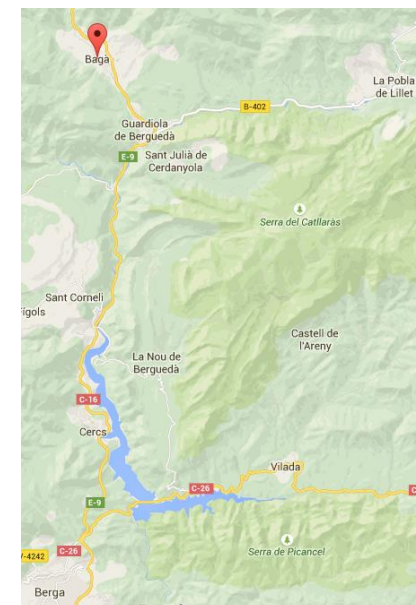 Bagà
La Pobla
de Lillet
B-402
Guardiola
de Berguedà
E-9
Sant Julià de
Cerdanyola
Serra del Catllaràs
Sant Corneli
Castell de
l'Areny
La Nou de
Berguedà
C-16
Cercs
Vilada
C-26
E-9
Serra de Picancel
C-26
Berga